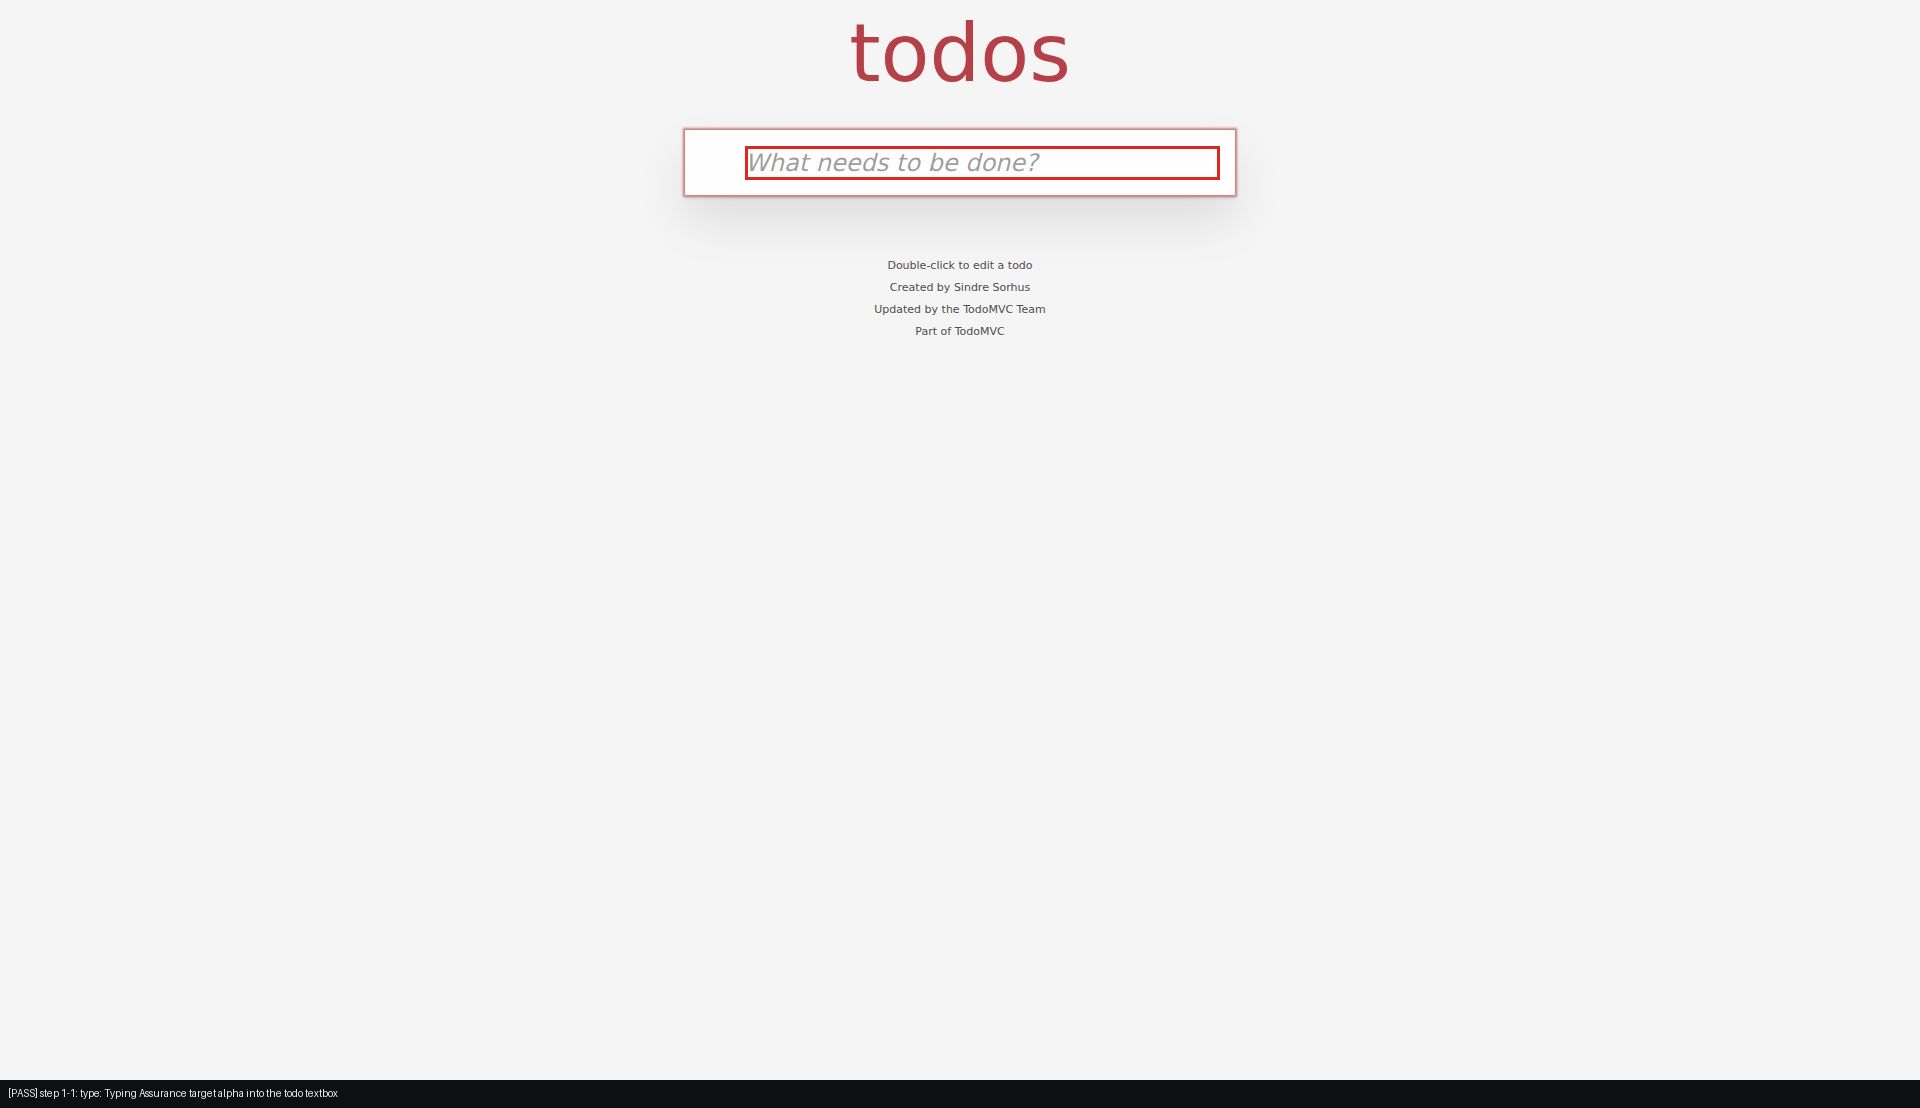 todos
What needs to be done?
Double-click to edit a todo
Created by Sindre Sorhus
Updated by the TodoMVC Team
Part of TodoMVC
[PASS] step 1-1: type: Typing Assurance target alpha into the todo textbox